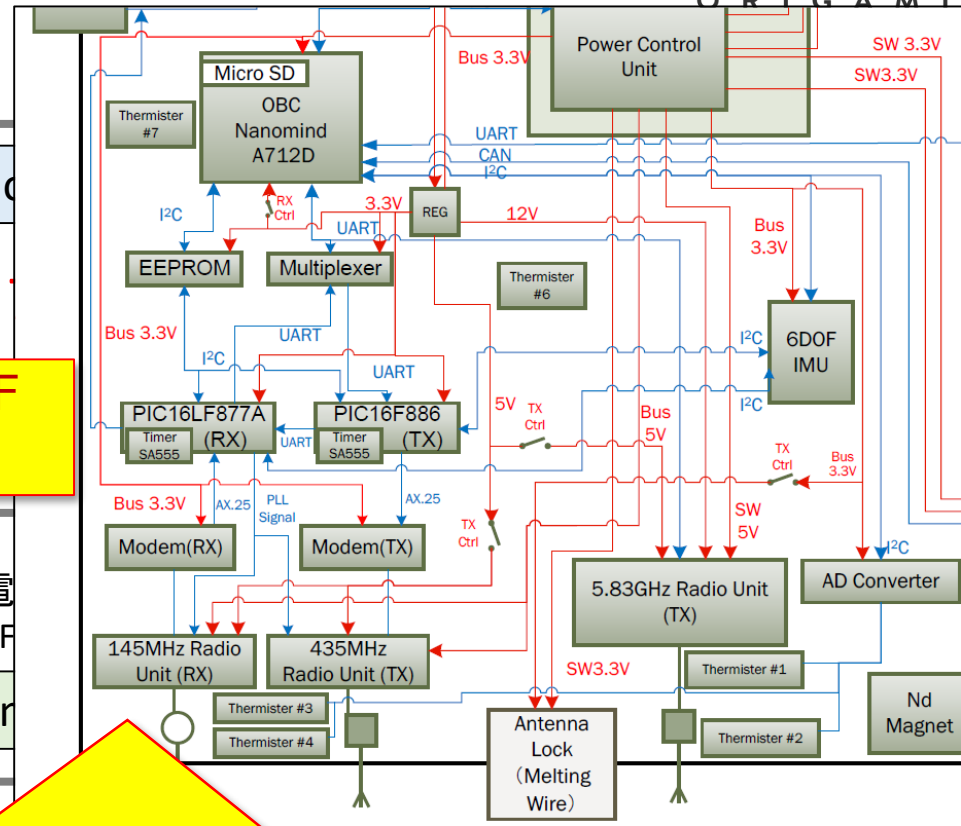 O R I G A M I
Power Control
Unit
SW 3.3V
SW3.3V
Bus 3.3V
Micro SD
OBC
Nanomind
A712D
Thermister
#7
UART
CAN
I²C
I²C
RX
Ctrl
3.3V
REG
12V
UART
Bus
3.3V
EEPROM
Multiplexer
Thermister
#6
Bus 3.3V
UART
I²C
UART
I²C
6DOF
IMU
I²C
PIC16LF877A
(RX)
Timer
SA555
UART
PIC16F886
(TX)
Timer
SA555
5V
TX
Ctrl
Bus
5V
TX
Ctrl
Bus
3.3V
Bus 3.3V
AX.25
PLL
Signal
AX.25
TX
Ctrl
SW
5V
Modem(RX)
Modem(TX)
5.83GHz Radio Unit
(TX)
I²C
AD Converter
145MHz Radio
Unit (RX)
435MHz
Radio Unit (TX)
SW3.3V
Thermister #1
Thermister #3
Thermister #4
Antenna
Lock
（Melting
Wire）
Thermister #2
Nd
Magnet
電
F